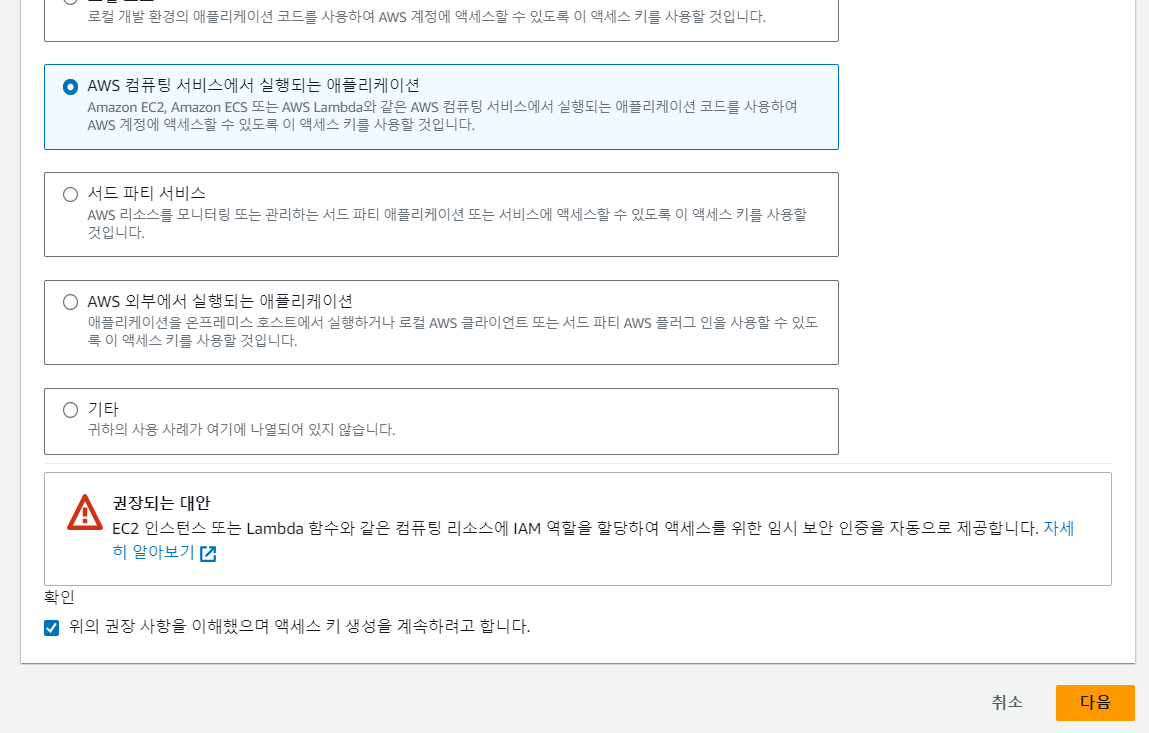 로컬 개발 환경의 애플리케이션 코드를 사용하여 AWS 계정에 액세스할 수 있도록 이 액세스 키를 사용할 것입니다.
AWS 컴퓨팅 서비스에서 실행되는 애플리케이션
Amazon EC2, Amazon ECS 또는 AWS Lambda와 같은 AWS 컴퓨팅 서비스에서 실행되는 애플리케이션 코드를 사용하여
AWS 계정에 액세스할 수 있도록 이 액세스 키를 사용할 것입니다.
서드 파티 서비스
AWS 리소스를 모니터링 또는 관리하는 서드 파티 애플리케이션 또는 서비스에 액세스할 수 있도록 이 액세스 키를 사용할
것입니다.
AWS 외부에서 실행되는 애플리케이션
애플리케이션을 온프레미스 호스트에서 실행하거나 로컬 AWS 클라이언트 또는 서드 파티 AWS 플러그 인을 사용할 수 있도
록 이 액세스 키를 사용할 것입니다.
기타
귀하의 사용 사례가 여기에 나열되어 있지 않습니다.
권장되는 대안
EC2 인스턴스 또는 Lambda 함수와 같은 컴퓨팅 리소스에 IAM 역할을 할당하여 액세스를 위한 임시 보안 인증을 자동으로 제공합니다. 자세
히 알아보기
확인
위의 권장 사항을 이해했으며 액세스 키 생성을 계속하려고 합니다.
취소
다음